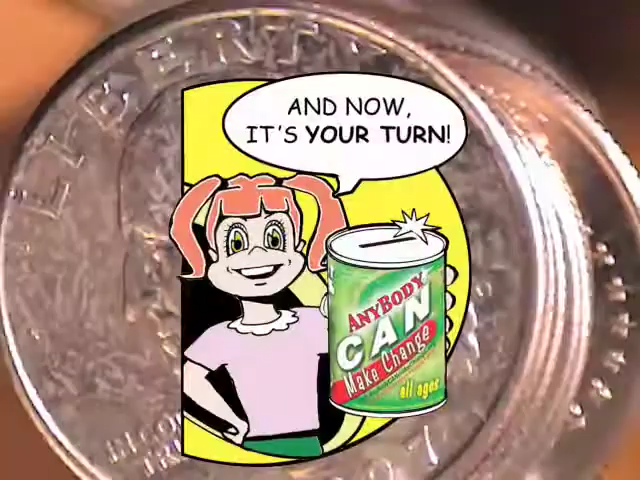 LIBERTY
AND NOW,
IT'S YOUR TURN!
ANYBODY
CAN
Make Change
all ages